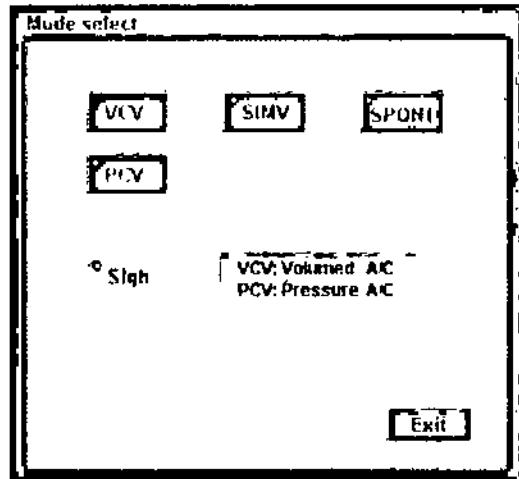 Mode select
VCV SIMV SPONT
PCV
Sigh
VCV: Volumed A/C
PCV: Pressure A/C
Exit